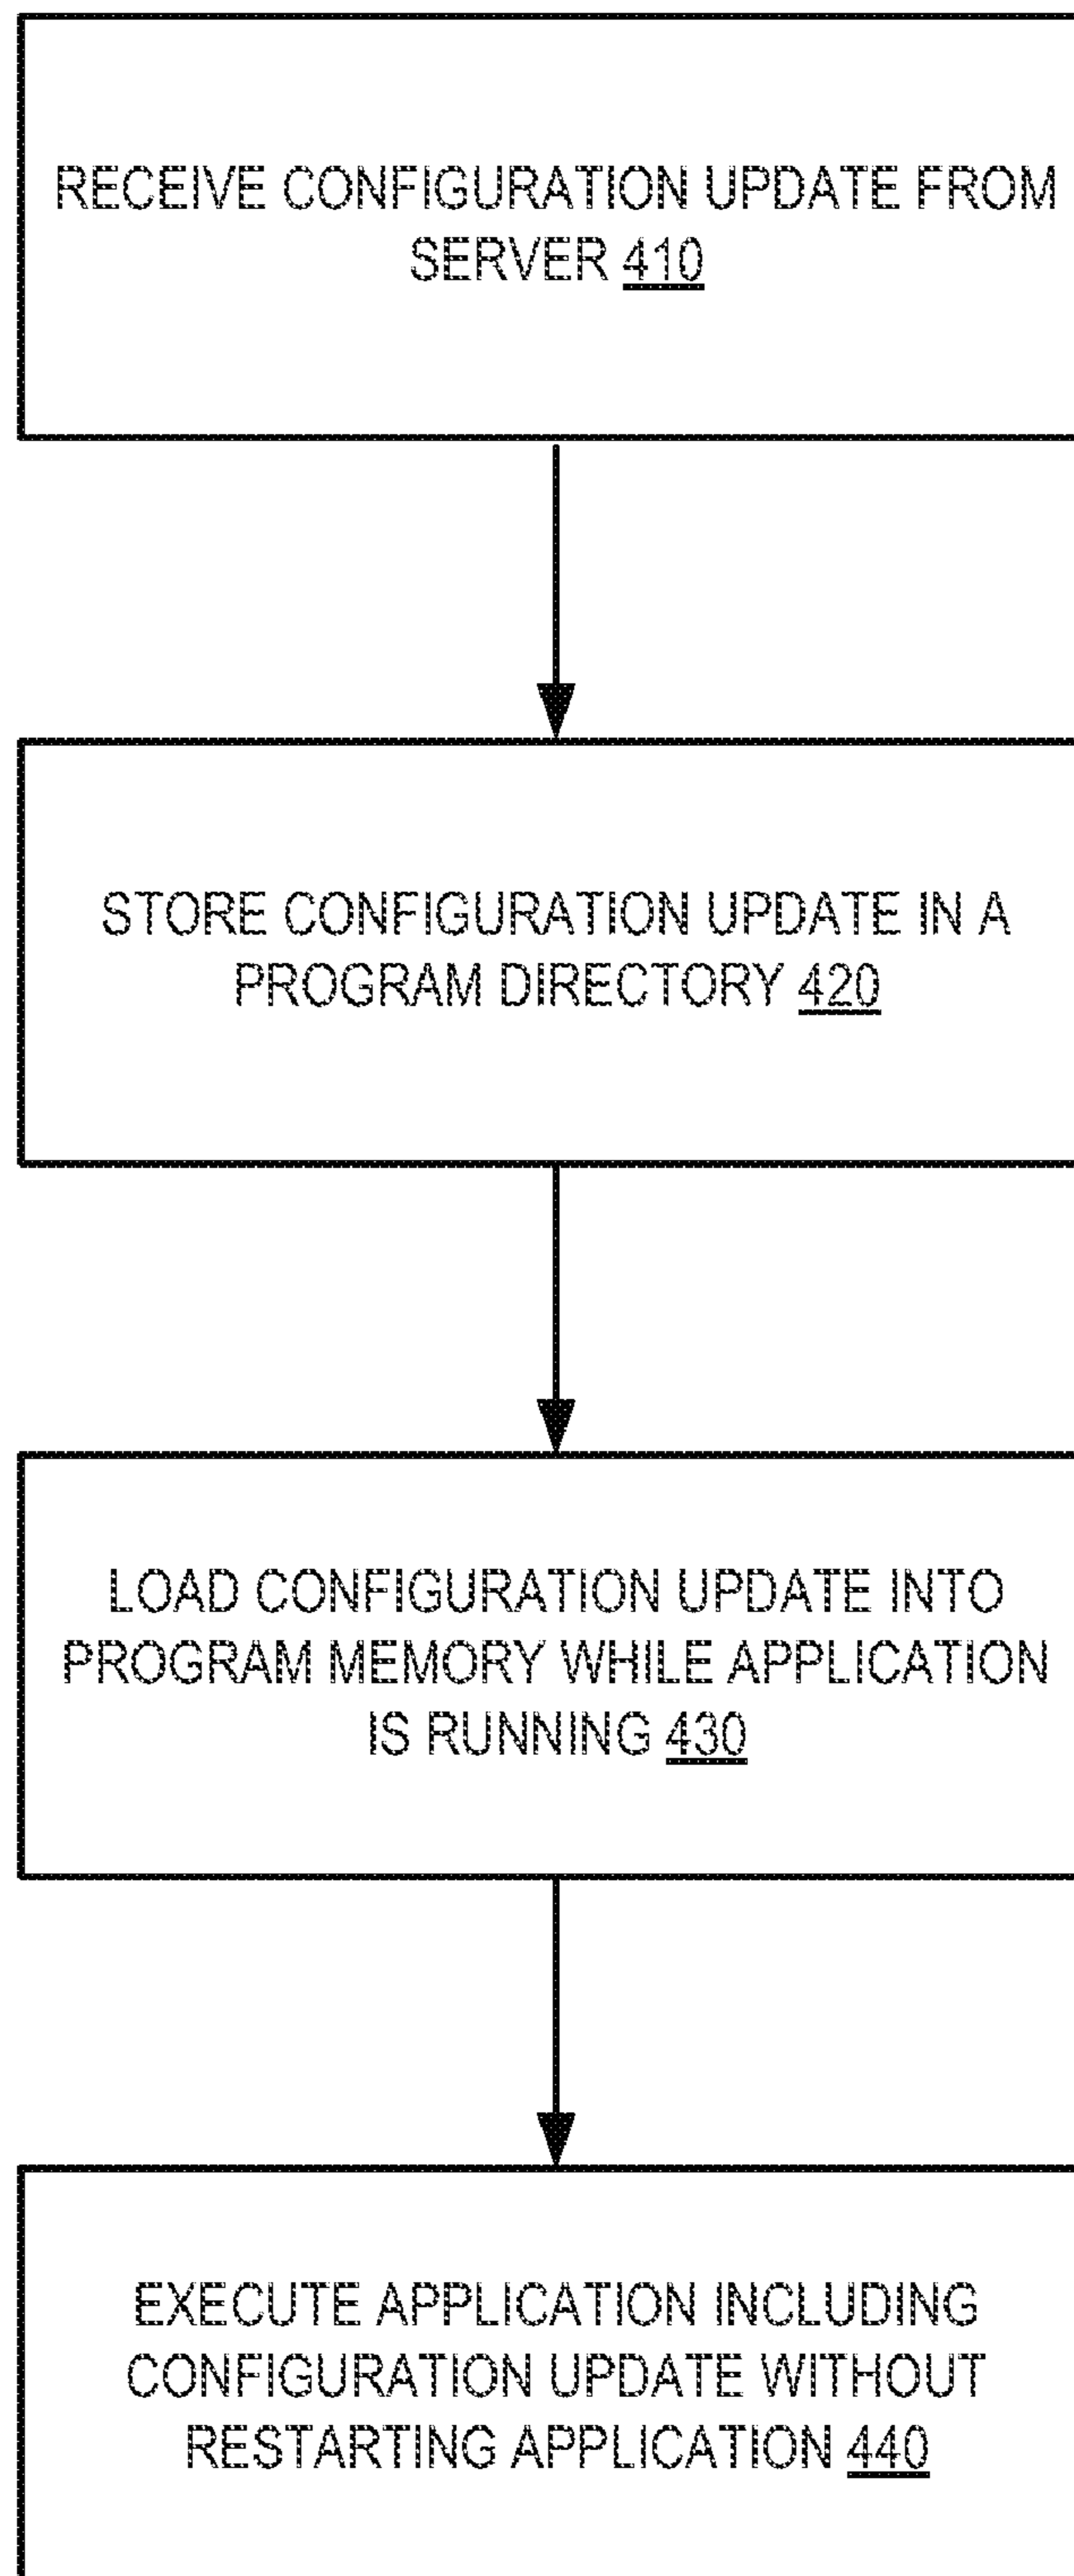 RECEIVE CONFIGURATION UPDATE FROM
SERVER 410
STORE CONFIGURATION UPDATE IN A
PROGRAM DIRECTORY 420
LOAD CONFIGURATION UPDATE INTO
PROGRAM MEMORY WHILE APPLICATION
IS RUNNING 430
EXECUTE APPLICATION INCLUDING
CONFIGURATION UPDATE WITHOUT
RESTARTING APPLICATION 440